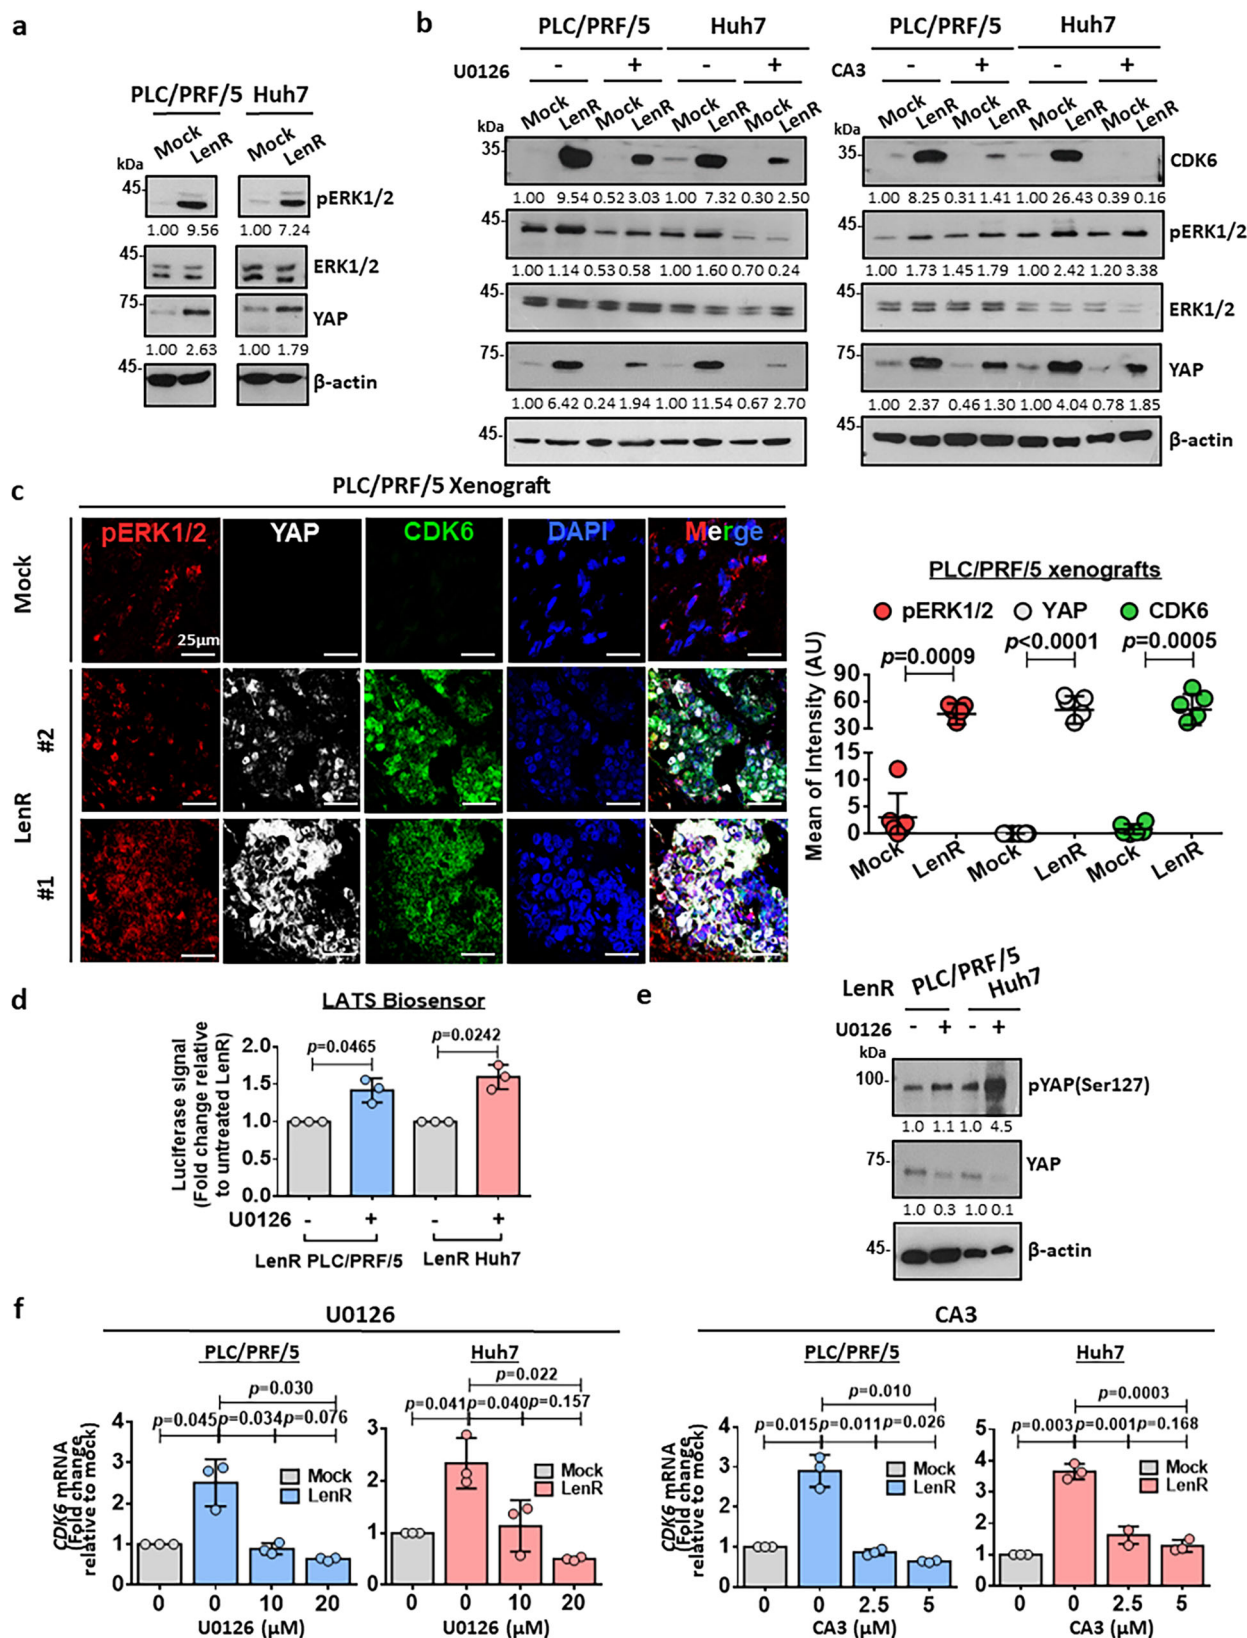 a
PLC/PRF/5 Huh7
Mock LenR Mock LenR
kDa
45-
pERK1/2
1.00 9.56 1.00 7.24
45-
ERK1/2
75-
YAP
1.00 2.63 1.00 1.79
45-
β-actin
b
PLC/PRF/5 Huh7
U0126 - + - +
Mock LenR Mock LenR Mock LenR Mock LenR
kDa
35-
1.00 9.54 0.52 3.03 1.00 7.32 0.30 2.50
45-
1.00 1.14 0.53 0.58 1.00 1.60 0.70 0.24
45-
75-
1.00 6.42 0.24 1.94 1.00 11.54 0.67 2.70
45-
PLC/PRF/5 Huh7
CA3 - + - +
Mock LenR Mock LenR Mock LenR Mock LenR
kDa
35-
CDK6
1.00 8.25 0.31 1.41 1.00 26.43 0.39 0.16
45-
pERK1/2
1.00 1.73 1.45 1.79 1.00 2.42 1.20 3.38
45-
ERK1/2
75-
YAP
1.00 2.37 0.46 1.30 1.00 4.04 0.78 1.85
45-
β-actin
c
PLC/PRF/5 Xenograft
pERK1/2 YAP CDK6 DAPI Merge
Mock
25μm
LenR
#2
#1
PLC/PRF/5 xenografts
pERK1/2 YAP CDK6
p=0.0009 p<0.0001 p=0.0005
Mean of Intensity (AU)
90
60
30
15
10
5
0
Mock LenR Mock LenR Mock LenR
d
LATS Biosensor
p=0.0465 p=0.0242
Luciferase signal
(Fold change relative
to untreated LenR)
2.0
1.5
1.0
0.5
0.0
U0126 - + - +
LenR PLC/PRF/5 LenR Huh7
e
LenR PLC/PRF/5 Huh7
U0126 - + - +
kDa
100-
pYAP(Ser127)
1.0 1.1 1.0 4.5
75-
YAP
1.0 0.3 1.0 0.1
45-
β-actin
f
U0126
PLC/PRF/5
p=0.030
p=0.045 p=0.034 p=0.076
CDK6 mRNA
(Fold change
relative to mock)
4
3
2
1
0
Mock
LenR
0 0 10 20
U0126 (μM)
Huh7
p=0.022
p=0.041 p=0.040 p=0.157
3
2
1
0
Mock
LenR
0 0 10 20
U0126 (μM)
CA3
PLC/PRF/5
p=0.010
p=0.015 p=0.011 p=0.026
CDK6 mRNA
(Fold change
relative to mock)
4
3
2
1
0
Mock
LenR
0 0 2.5 5
CA3 (μM)
Huh7
p=0.0003
p=0.003 p=0.001 p=0.168
5
4
3
2
1
0
Mock
LenR
0 0 2.5 5
CA3 (μM)